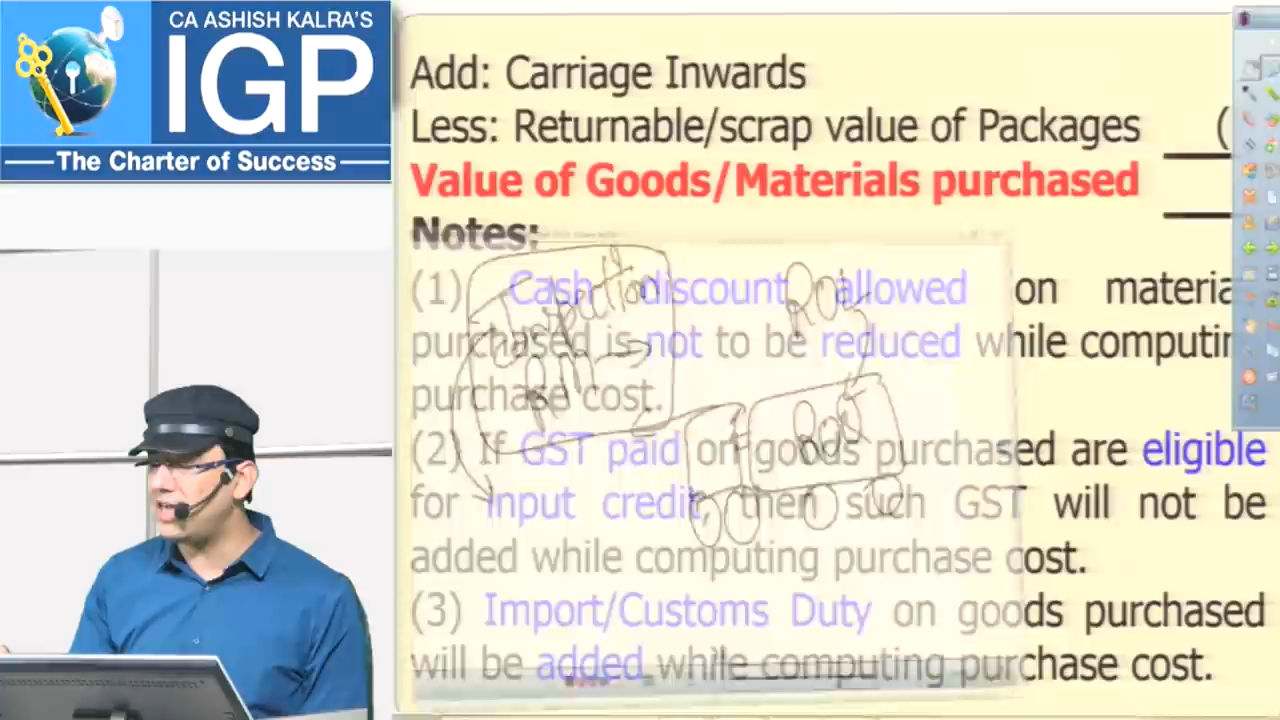 CA ASHISH KALRA'S
IGP
The Charter of Success
Add: Carriage Inwards
Less: Returnable/scrap value of Packages (
Value of Goods/Materials purchased
Notes:
(1) Cash discount allowed on materia
purchased is not to be reduced while computin
purchase cost.
(2) If GST paid on goods purchased are eligible
for input credit, then such GST will not be
added while computing purchase cost.
(3) Import/Customs Duty on goods purchased
will be added while computing purchase cost.